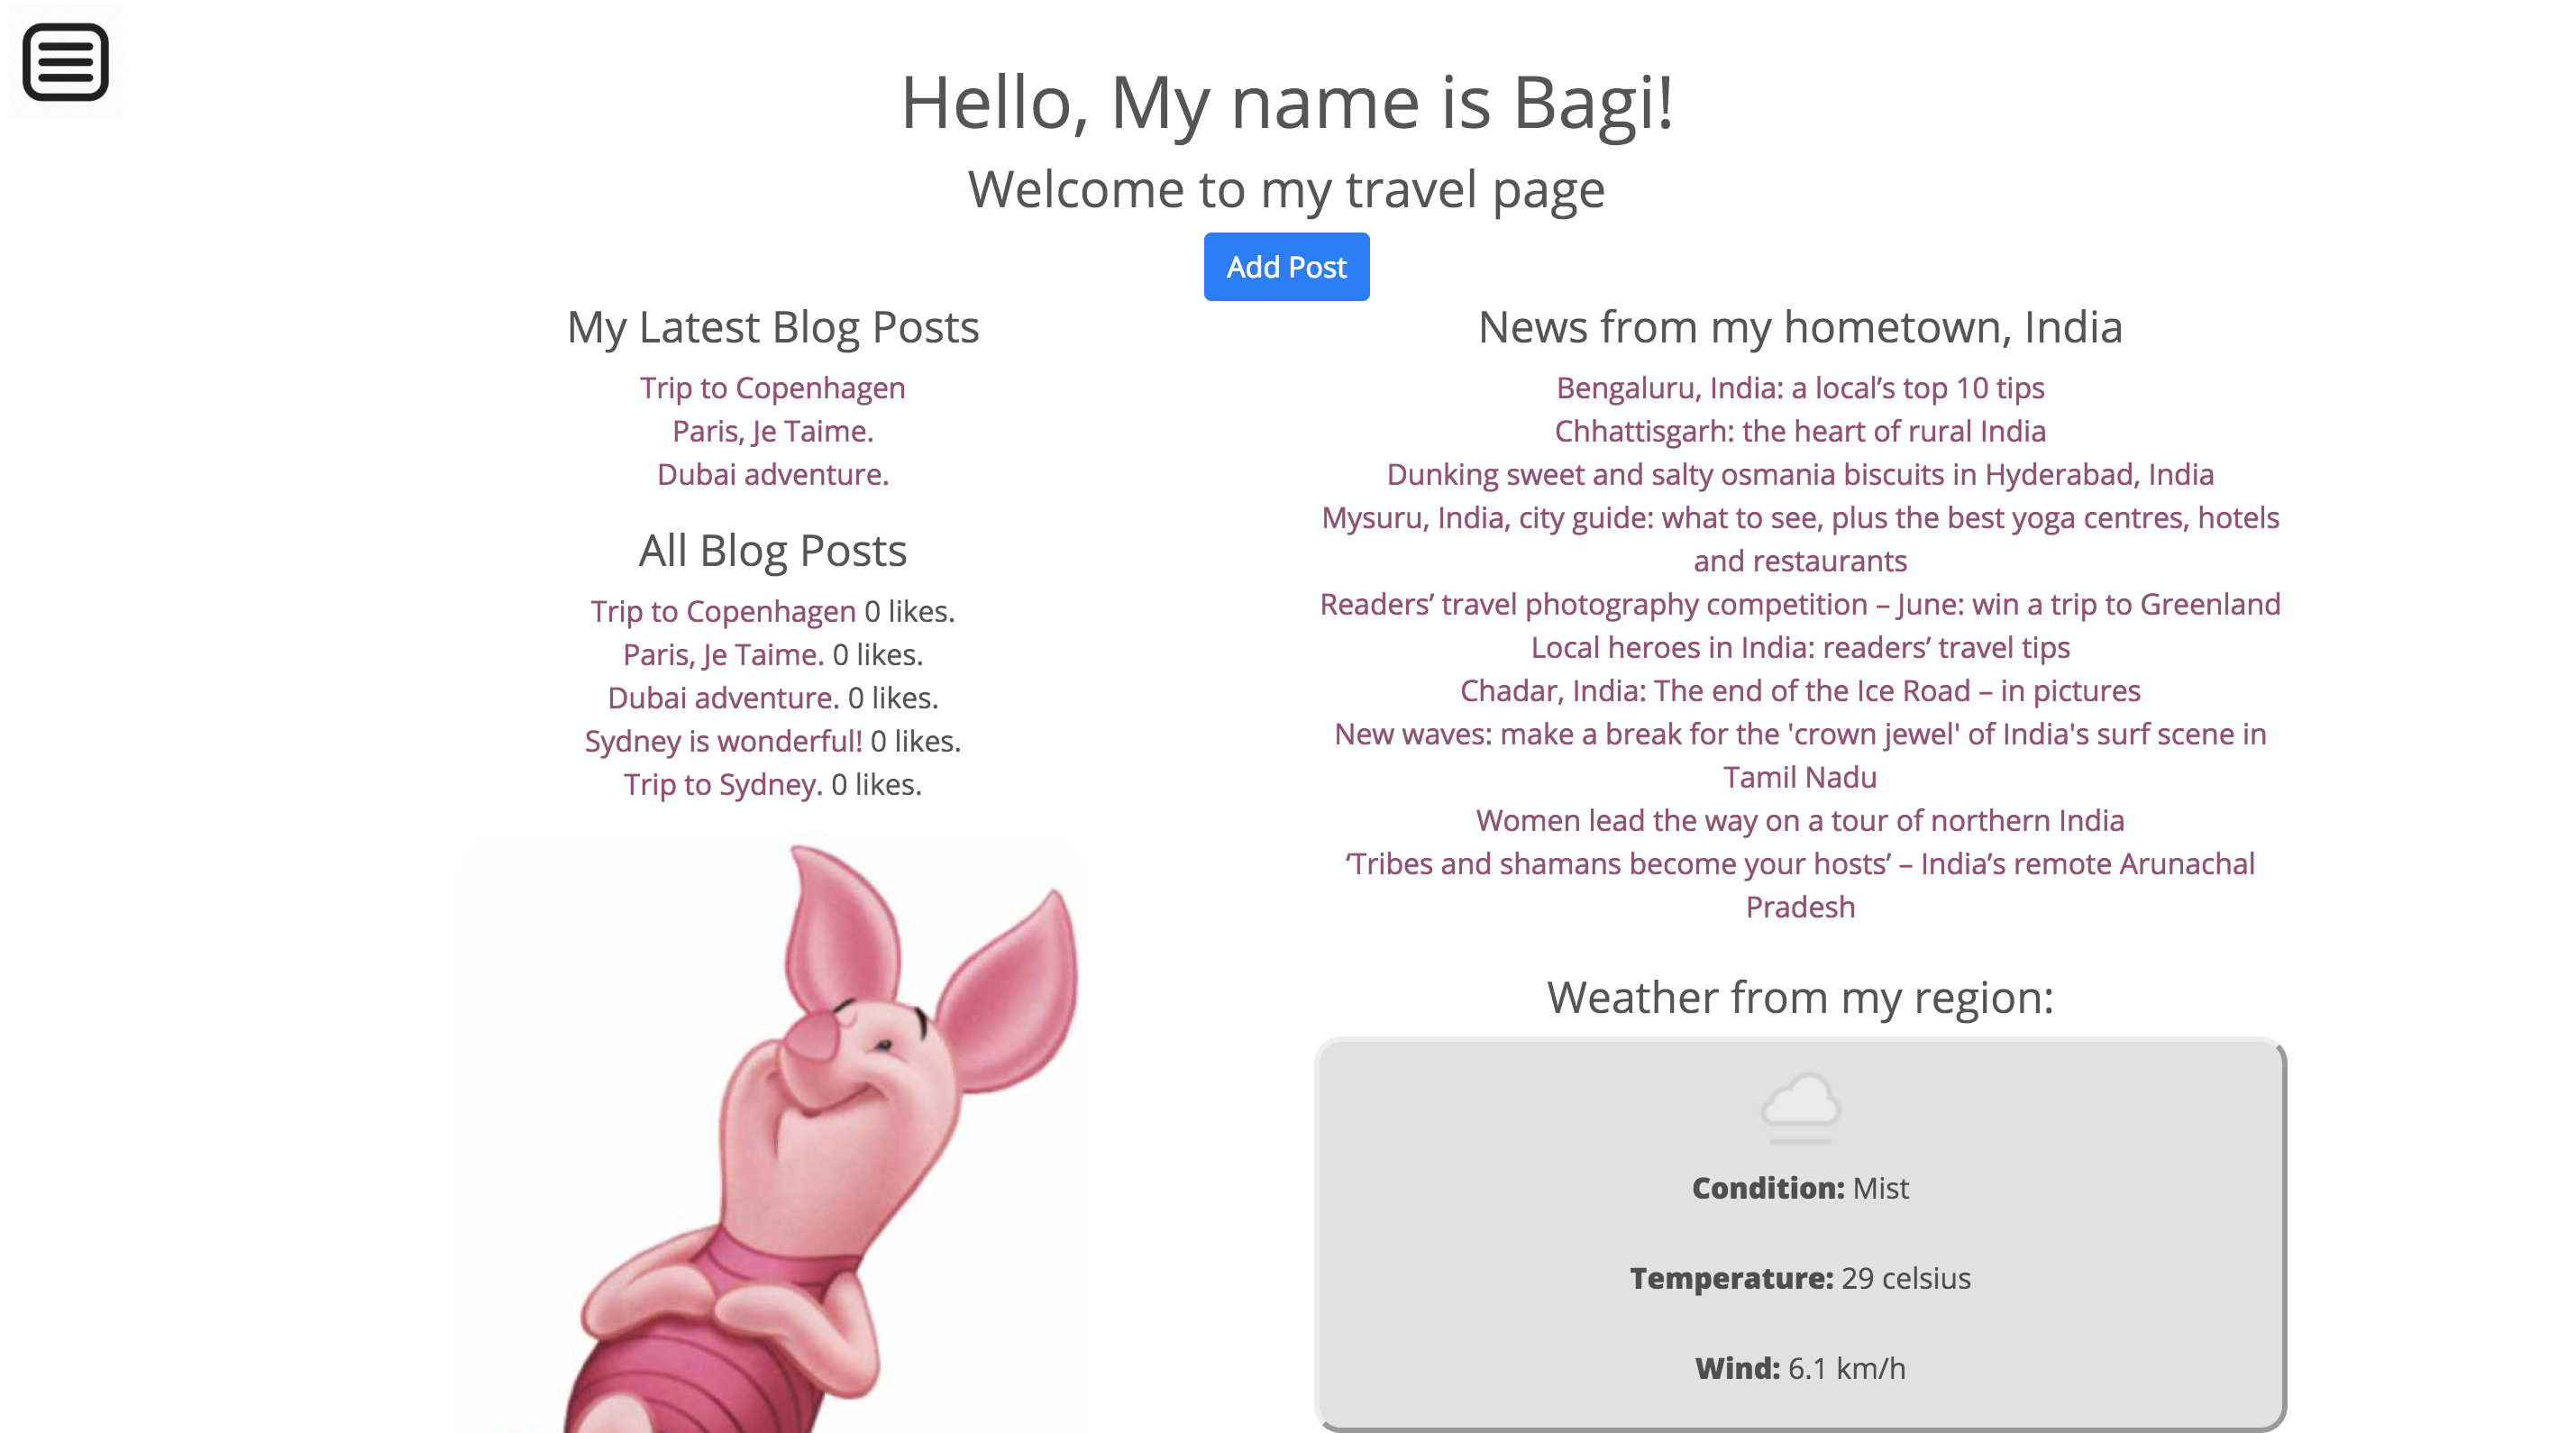 Hello, My name is Bagi!
Welcome to my travel page
Add Post
My Latest Blog Posts
Trip to Copenhagen
Paris, Je Taime.
Dubai adventure.
All Blog Posts
Trip to Copenhagen 0 likes.
Paris, Je Taime. 0 likes.
Dubai adventure. 0 likes.
Sydney is wonderful! 0 likes.
Trip to Sydney. 0 likes.
News from my hometown, India
Bengaluru, India: a local’s top 10 tips
Chhattisgarh: the heart of rural India
Dunking sweet and salty osmania biscuits in Hyderabad, India
Mysuru, India, city guide: what to see, plus the best yoga centres, hotels
and restaurants
Readers’ travel photography competition – June: win a trip to Greenland
Local heroes in India: readers’ travel tips
Chadar, India: The end of the Ice Road – in pictures
New waves: make a break for the 'crown jewel' of India's surf scene in
Tamil Nadu
Women lead the way on a tour of northern India
‘Tribes and shamans become your hosts’ – India’s remote Arunachal
Pradesh
Weather from my region:
Condition: Mist
Temperature: 29 celsius
Wind: 6.1 km/h